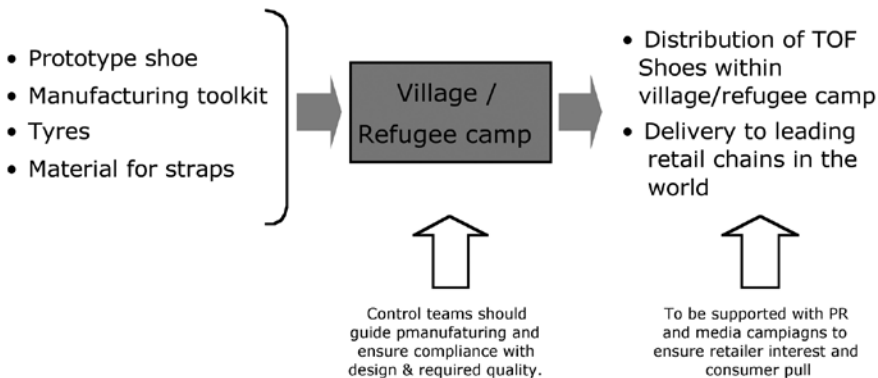 • Prototype shoe
• Manufacturing toolkit
• Tyres
• Material for straps
Village /
Refugee camp
• Distribution of TOF
Shoes within
village/refugee camp
• Delivery to leading
retail chains in the
world
Control teams should
guide pmanufaturing and
ensure compliance with
design & required quality.
To be supported with PR
and media campiagns to
ensure retailer interest and
consumer pull